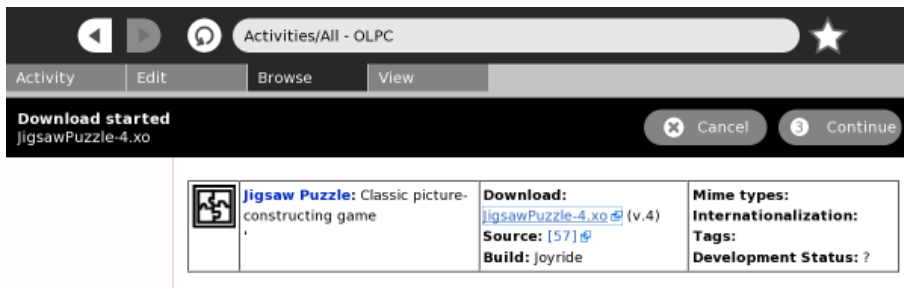 Activities/All - OLPC
Activity Edit Browse View
Download started
JigsawPuzzle-4.xo
Cancel 3 Continue
Jigsaw Puzzle: Classic picture-
constructing game
'
Download:
JigsawPuzzle-4.xo (v.4)
Source: [57]
Build: Joyride
Mime types:
Internationalization:
Tags:
Development Status: ?